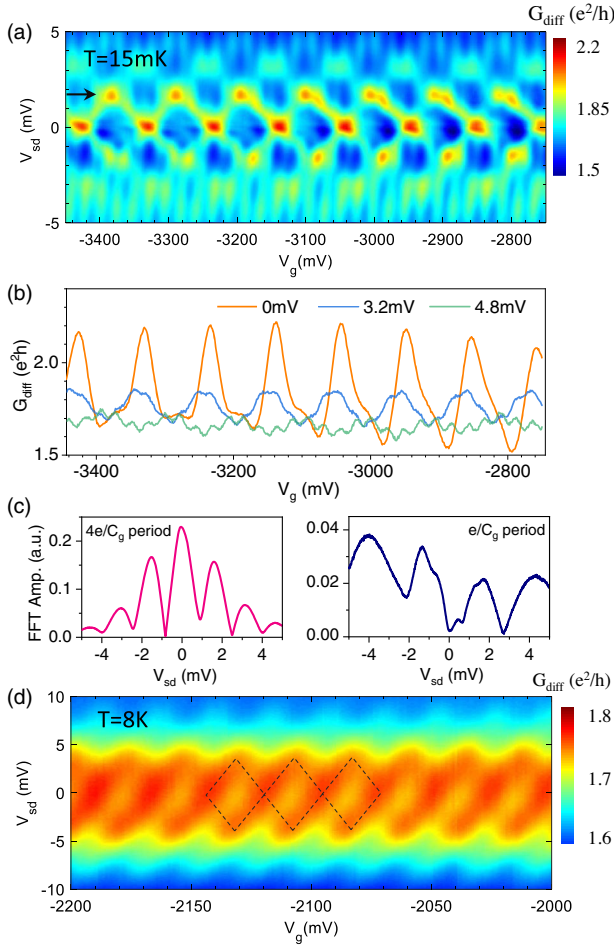 (a)
G_diff (e²/h)
T=15mK
5
0
-5
V_sd (mV)
-3400 -3300 -3200 -3100 -3000 -2900 -2800
V_g(mV)
2.2
1.85
1.5
(b)
0mV 3.2mV 4.8mV
2.0
1.5
G_diff (e²h)
-3400 -3200 -3000 -2800
V_g (mV)
(c)
4e/C_g period
0.2
0.1
0.0
FFT Amp. (a.u.)
-4 -2 0 2 4
V_sd (mV)
e/C_g period
0.04
0.02
0.00
-4 -2 0 2 4
V_sd (mV)
(d)
G_diff (e²/h)
T=8K
10
5
0
-5
-10
V_sd (mV)
-2200 -2150 -2100 -2050 -2000
V_g(mV)
1.8
1.7
1.6